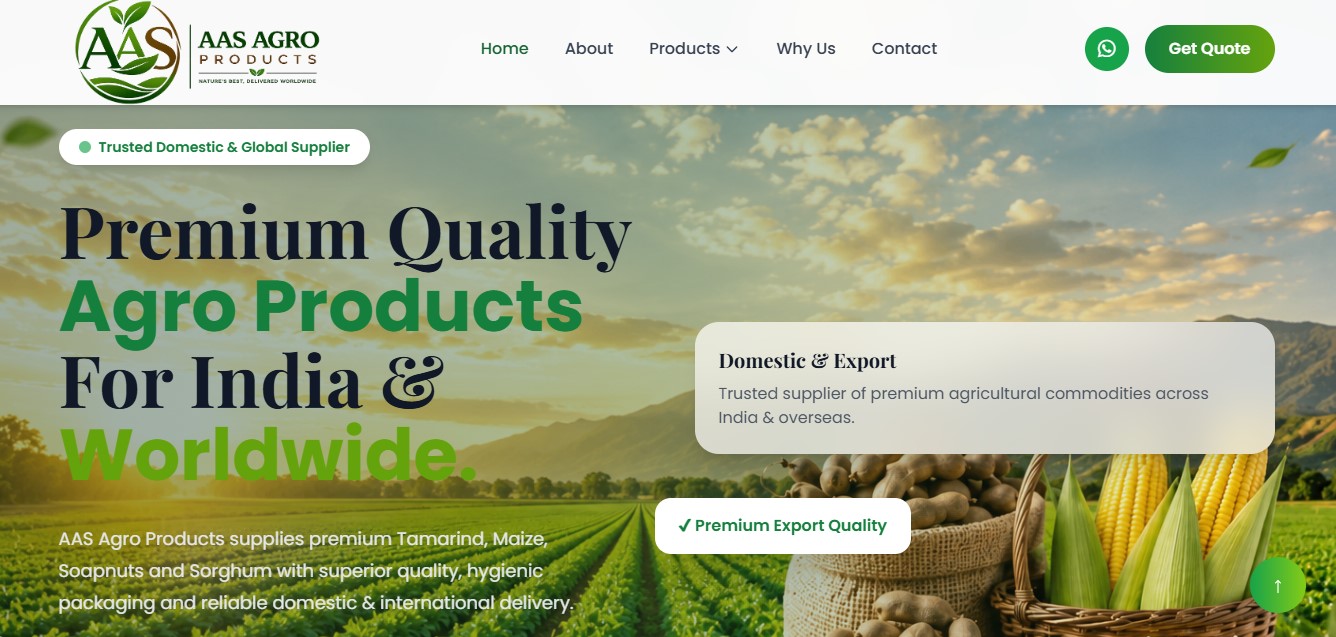 AAS
AAS AGRO
PRODUCTS
NATURE'S BEST, DELIVERED WORLDWIDE.
Home
About
Products
Why Us
Contact
Get Quote
Trusted Domestic & Global Supplier
Premium Quality
Agro Products
For India &
Worldwide.
Domestic & Export
Trusted supplier of premium agricultural commodities across
India & overseas.
✓ Premium Export Quality
AAS Agro Products supplies premium Tamarind, Maize,
Soapnuts and Sorghum with superior quality, hygienic
packaging and reliable domestic & international delivery.
↑